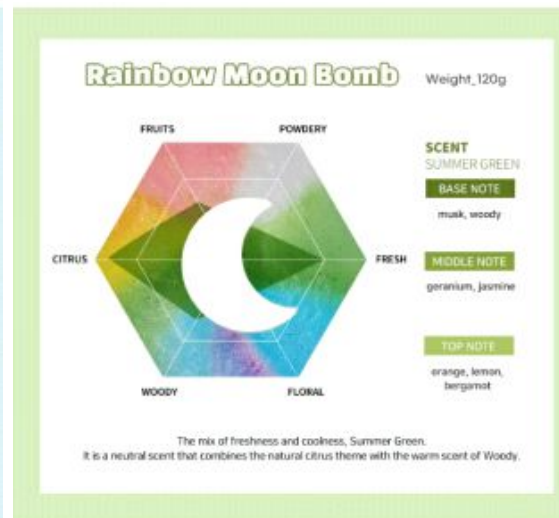 Rainbow Moon Bomb
Weight_120g
FRUITS
POWDERY
CITRUS
FRESH
WOODY
FLORAL
SCENT
SUMMER GREEN
BASE NOTE
musk, woody
MIDDLE NOTE
geranium, jasmine
TOP NOTE
orange, lemon,
bergamot
The mix of freshness and coolness, Summer Green.
It is a neutral scent that combines the natural citrus theme with the warm scent of Woody.